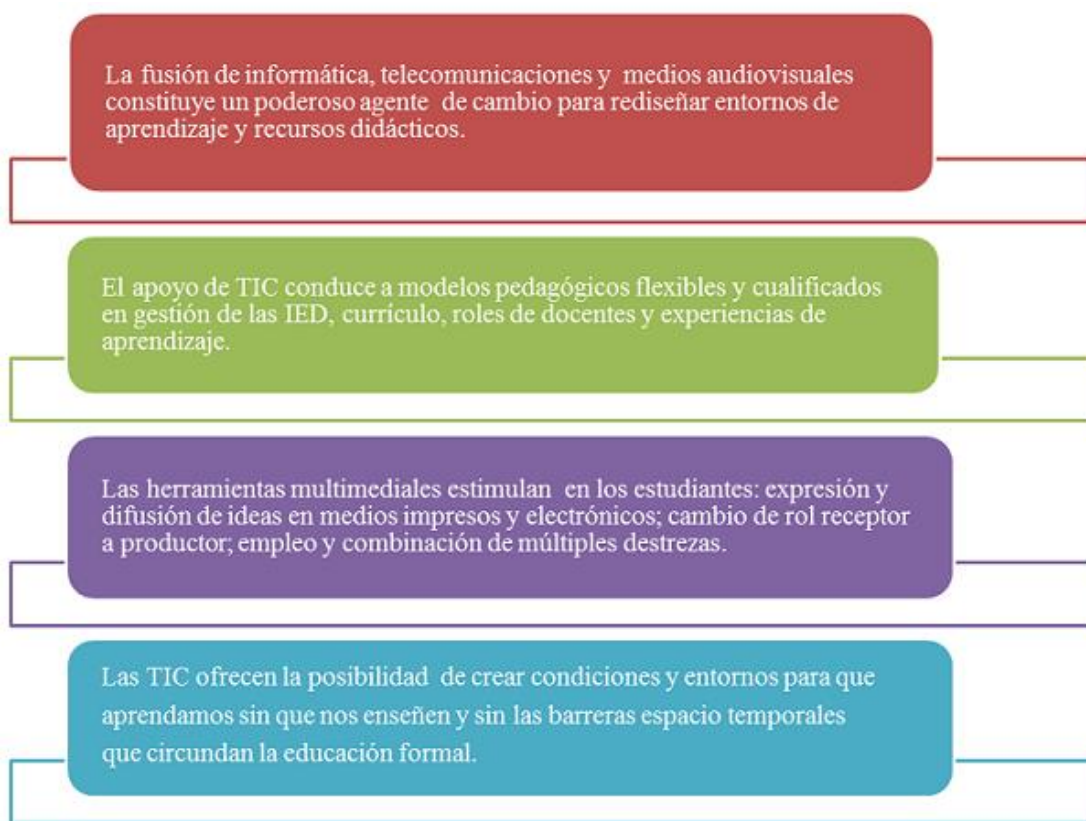 La fusión de informática, telecomunicaciones y medios audiovisuales
constituye un poderoso agente de cambio para rediseñar entornos de
aprendizaje y recursos didácticos.
El apoyo de TIC conduce a modelos pedagógicos flexibles y cualificados
en gestión de las IED, currículo, roles de docentes y experiencias de
aprendizaje.
Las herramientas multimediales estimulan en los estudiantes: expresión y
difusión de ideas en medios impresos y electrónicos; cambio de rol receptor
a productor; empleo y combinación de múltiples destrezas.
Las TIC ofrecen la posibilidad de crear condiciones y entornos para que
aprendamos sin que nos enseñen y sin las barreras espacio temporales
que circundan la educación formal.